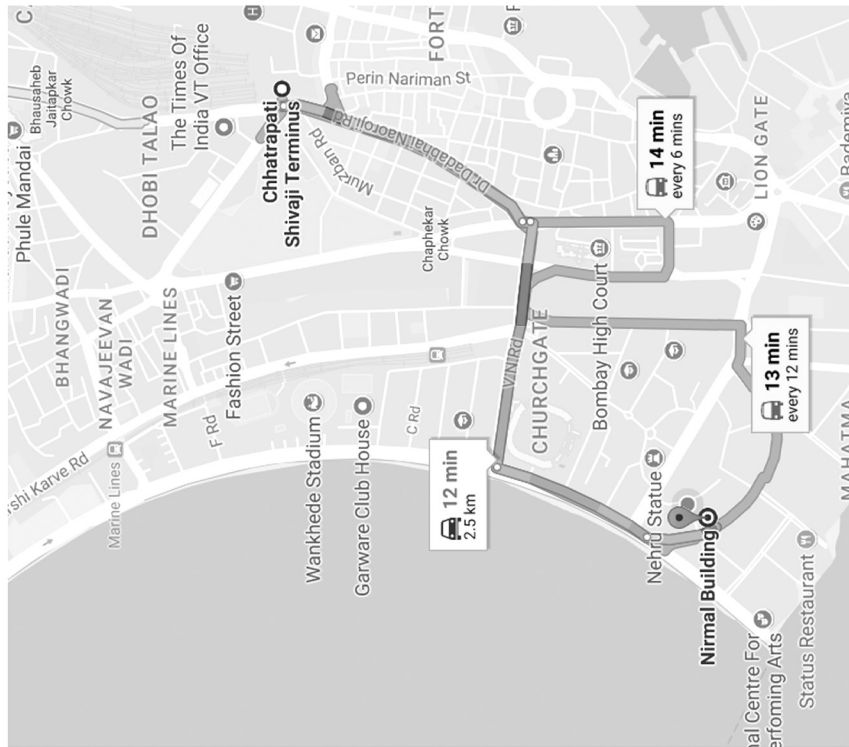 rshi Karve Rd
Phule Mandai
Bhausaheb
Jaitapkar
Chowk
BHANGWADI
NAVAJEEVAN
WADI
Marine Lines
DHOBI TALAO
MARINE LINES
The Times Of
India VT Office
F Rd
Fashion Street
Chhatrapati
Shivaji Terminus
Wankhede Stadium
Garware Club House
Murzban Rd
Perin Nariman St
Dr Dadabhai Naoroji Rd
C Rd
Chaphekar
Chowk
FORT
12 min
2.5 km
V N Rd
CHURCHGATE
Bombay High Court
14 min
every 6 mins
Nehru Statue
Nirmal Building
LION GATE
13 min
every 12 mins
nal Centre For
erfoming Arts
Status Restaurant
MAHATMA
Bademiya